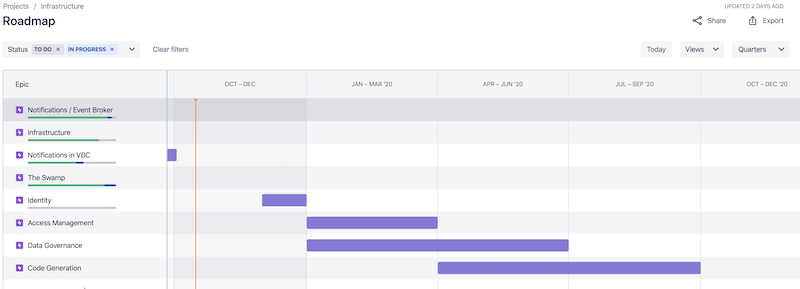 Projects / Infrastructure
UPDATED 2 DAYS AGO
Roadmap
Share
Export
Status TO DO × IN PROGRESS ×
Clear filters
Today
Views
Quarters
Epic
OCT – DEC
JAN – MAR '20
APR – JUN '20
JUL – SEP '20
OCT – DEC '20
Notifications / Event Broker
Infrastructure
Notifications in VBC
The Swamp
Identity
Access Management
Data Governance
Code Generation